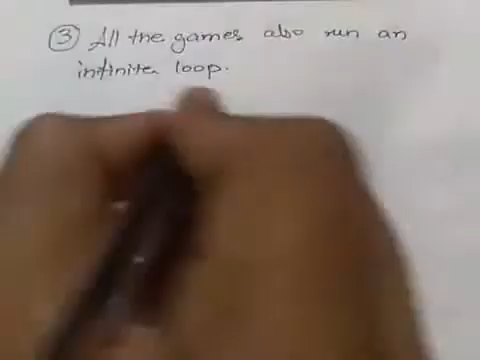 ③ All the games also run an
infinite loop.